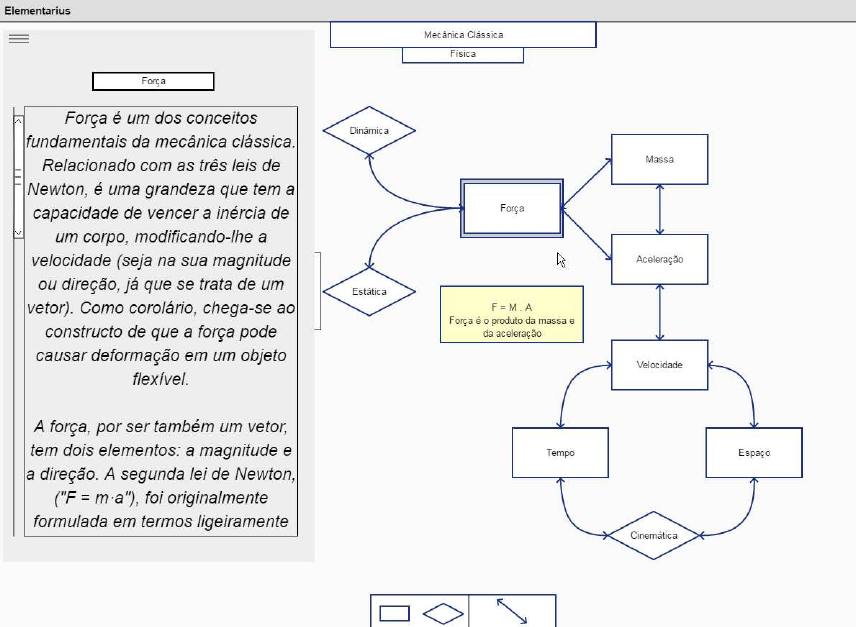 Elementarius
Mecânica Clássica
Física
Força
Força é um dos conceitos
fundamentais da mecânica clássica.
Relacionado com as três leis de
Newton, é uma grandeza que tem a
capacidade de vencer a inércia de
um corpo, modificando-lhe a
velocidade (seja na sua magnitude
ou direção, já que se trata de um
vetor). Como corolário, chega-se ao
constructo de que a força pode
causar deformação em um objeto
flexível.
A força, por ser também um vetor,
tem dois elementos: a magnitude e
a direção. A segunda lei de Newton,
("F = m·a"), foi originalmente
formulada em termos ligeiramente
Dinâmica
Massa
Força
Aceleração
Estática
F = M . A
Força é o produto da massa e
da aceleração
Velocidade
Tempo
Espaço
Cinemática